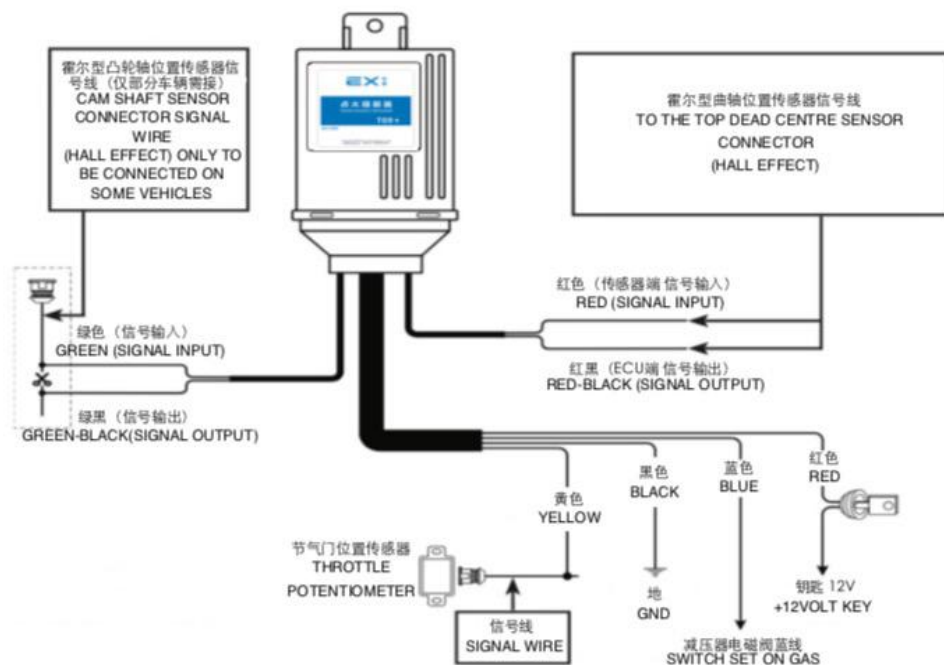 霍尔型凸轮轴位置传感器信
号线（仅部分车辆需接）
CAM SHAFT SENSOR
CONNECTOR SIGNAL
WIRE
(HALL EFFECT) ONLY TO
BE CONNECTED ON
SOME VEHICLES
点火提前器
霍尔型曲轴位置传感器信号线
TO THE TOP DEAD CENTRE SENSOR
CONNECTOR
(HALL EFFECT)
红色（传感器端 信号输入）
RED (SIGNAL INPUT)
红黑（ECU端 信号输出）
RED-BLACK (SIGNAL OUTPUT)
绿色（信号输入）
GREEN (SIGNAL INPUT)
绿黑（信号输出）
GREEN-BLACK(SIGNAL OUTPUT)
黄色
YELLOW
黑色
BLACK
蓝色
BLUE
红色
RED
节气门位置传感器
THROTTLE
POTENTIOMETER
信号线
SIGNAL WIRE
地
GND
减压器电磁阀蓝线
SWITCH SET ON GAS
钥匙 12V
+12VOLT KEY